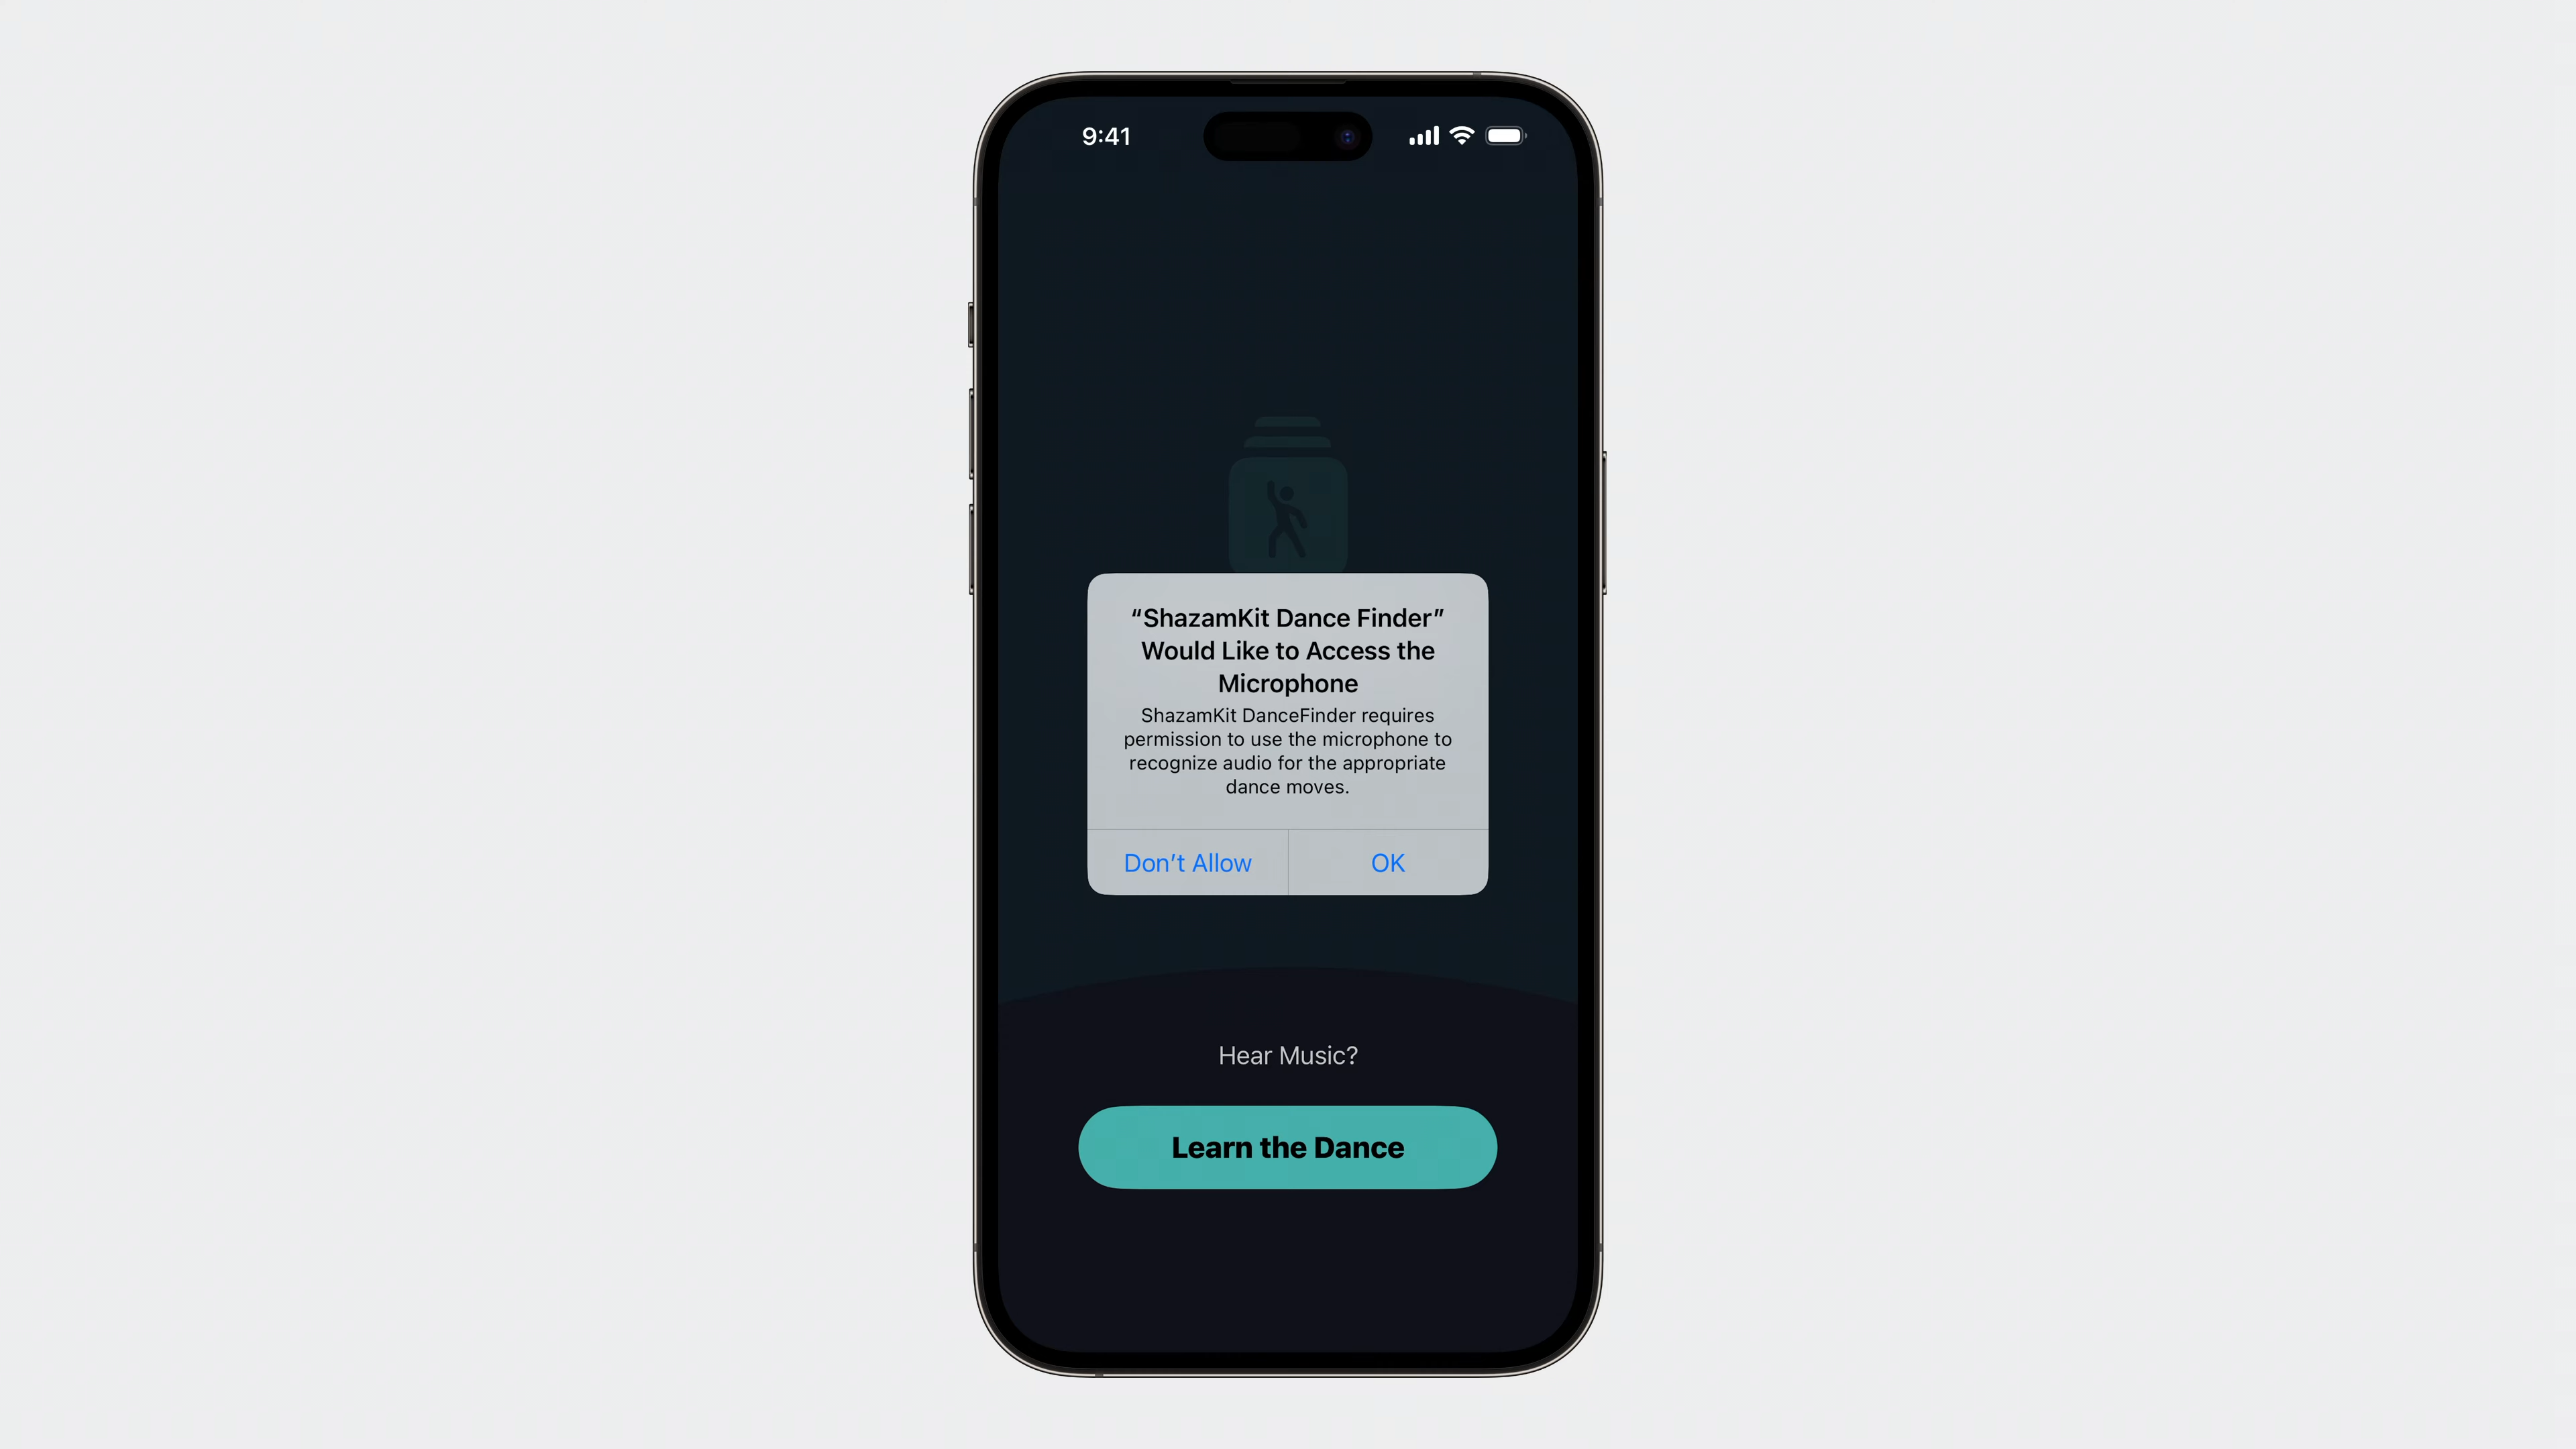 9:41
“ShazamKit Dance Finder”
Would Like to Access the
Microphone
ShazamKit DanceFinder requires
permission to use the microphone to
recognize audio for the appropriate
dance moves.
Don’t Allow
OK
Hear Music?
Learn the Dance